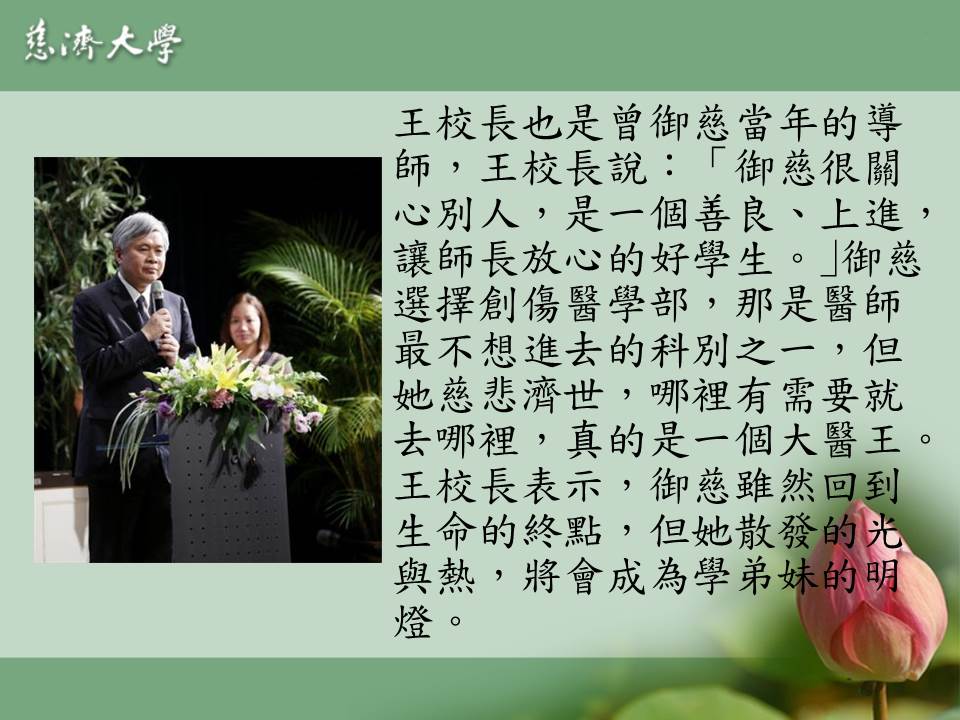 慈濟大學
王校長也是曾御慈當年的導
師，王校長說：「御慈很關
心別人，是一個善良、上進，
讓師長放心的好學生。」御慈
選擇創傷醫學部，那是醫師
最不想進去的科別之一，但
她慈悲濟世，哪裡有需要就
去哪裡，真的是一個大醫王。
王校長表示，御慈雖然回到
生命的終點，但她散發的光
與熱，將會成為學弟妹的明
燈。